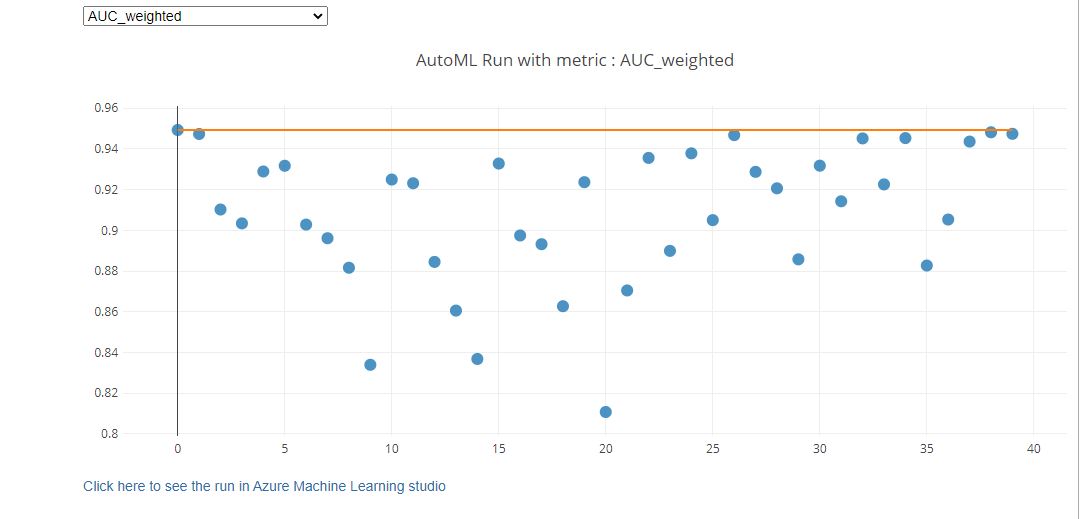 AUC_weighted
AutoML Run with metric : AUC_weighted
0.96
0.94
0.92
0.9
0.88
0.86
0.84
0.82
0.8
0 5 10 15 20 25 30 35 40
Click here to see the run in Azure Machine Learning studio